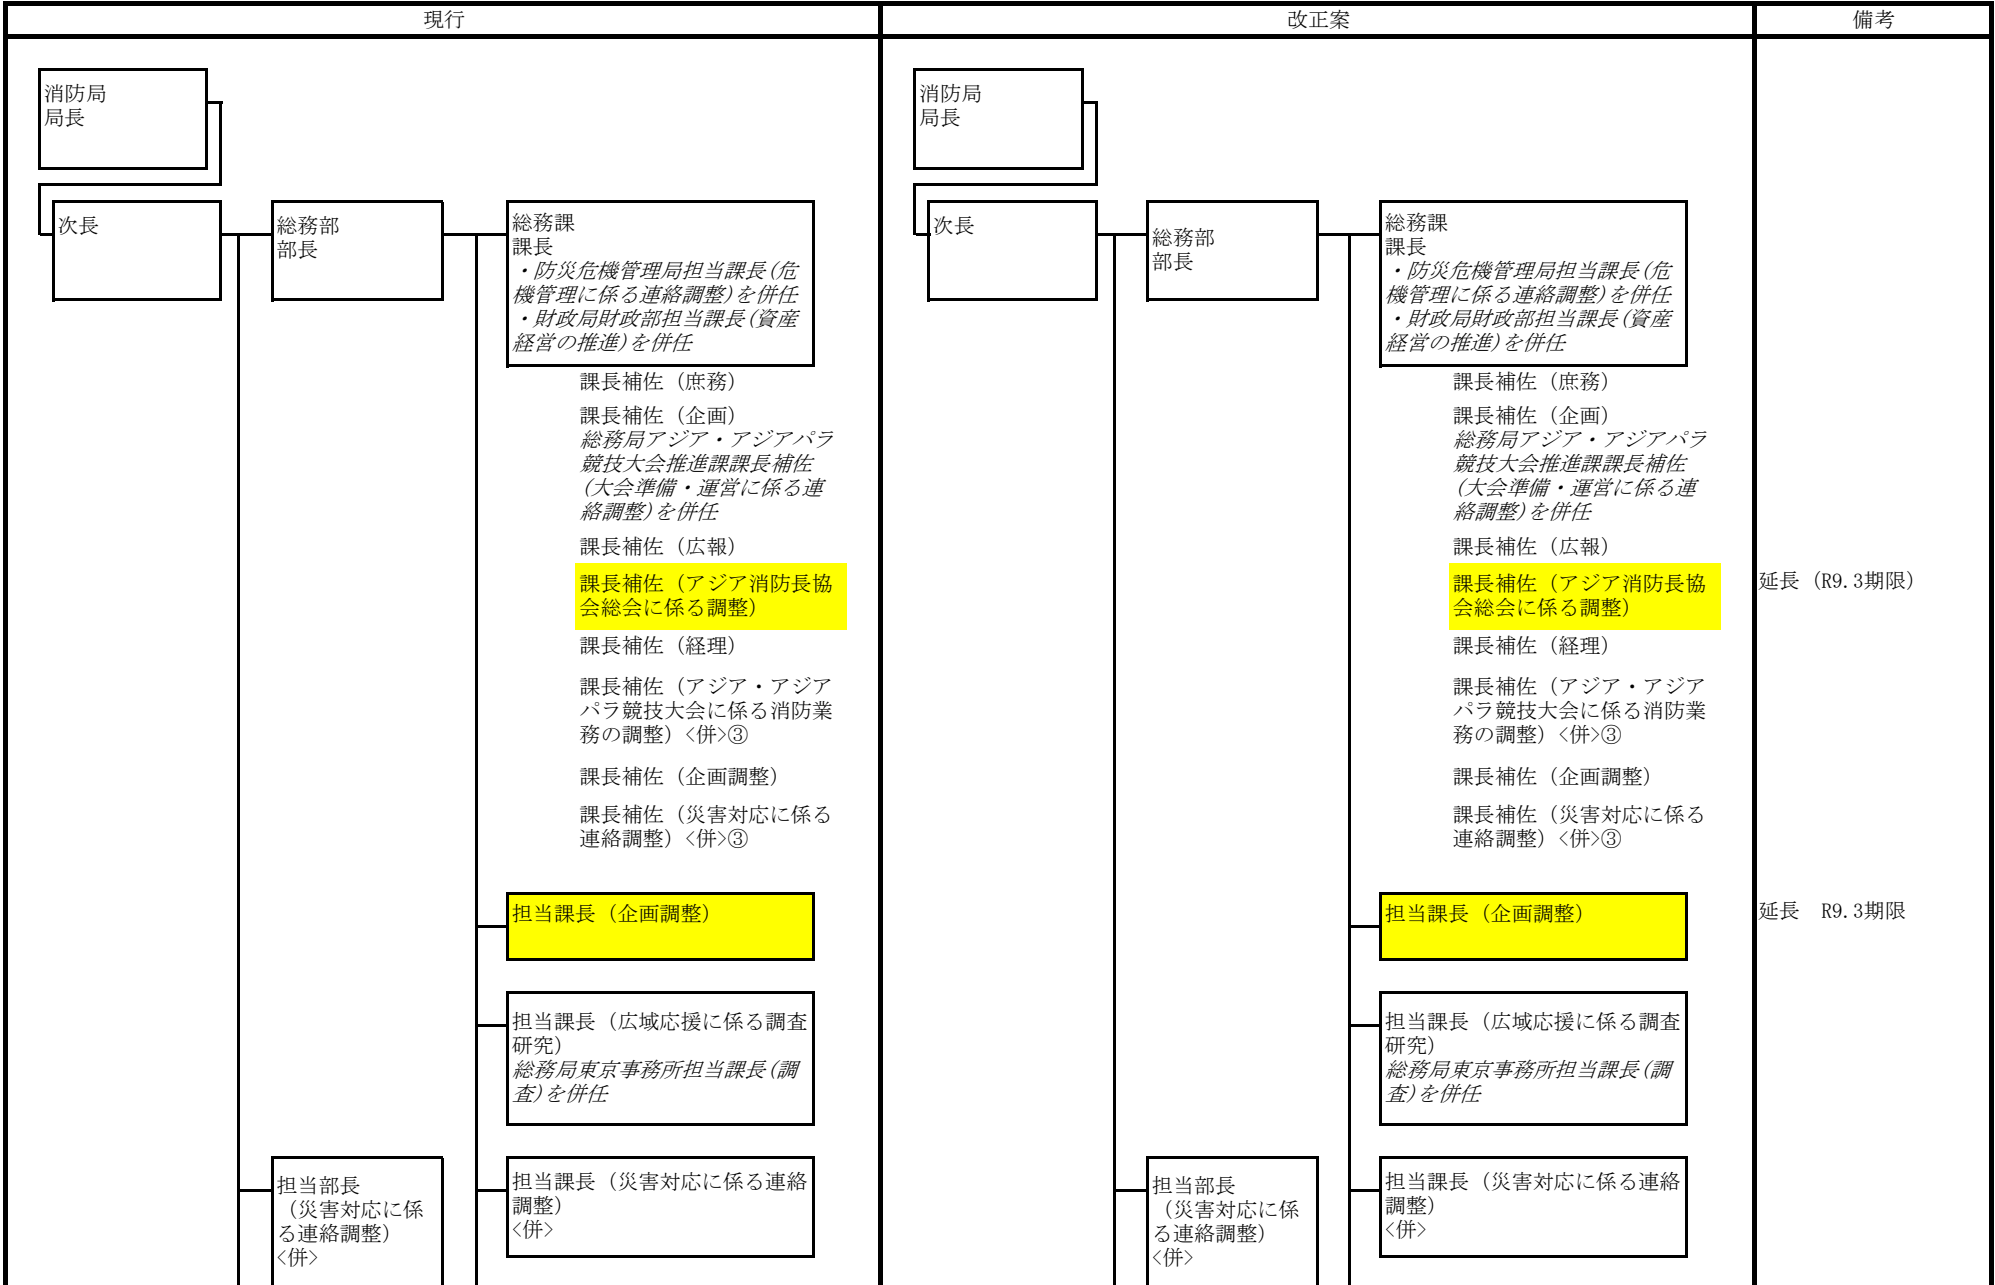 現行
改正案
備考
消防局
局長
次長
総務部
部長
総務課
課長
・防災危機管理局担当課長(危
機管理に係る連絡調整)を併任
・財政局財政部担当課長(資産
経営の推進)を併任
課長補佐（庶務）
課長補佐（企画）
総務局アジア・アジアパラ
競技大会推進課課長補佐
(大会準備・運営に係る連
絡調整)を併任
課長補佐（広報）
課長補佐（アジア消防長協
会総会に係る調整）
課長補佐（経理）
課長補佐（アジア・アジア
パラ競技大会に係る消防業
務の調整）<併>③
課長補佐（企画調整）
課長補佐（災害対応に係る
連絡調整）<併>③
担当課長（企画調整）
担当課長（広域応援に係る調査
研究）
総務局東京事務所担当課長(調
査)を併任
担当部長
（災害対応に係
る連絡調整）
<併>
担当課長（災害対応に係る連絡
調整）
<併>
消防局
局長
次長
総務部
部長
総務課
課長
・防災危機管理局担当課長(危
機管理に係る連絡調整)を併任
・財政局財政部担当課長(資産
経営の推進)を併任
課長補佐（庶務）
課長補佐（企画）
総務局アジア・アジアパラ
競技大会推進課課長補佐
(大会準備・運営に係る連
絡調整)を併任
課長補佐（広報）
課長補佐（アジア消防長協
会総会に係る調整）
課長補佐（経理）
課長補佐（アジア・アジア
パラ競技大会に係る消防業
務の調整）<併>③
課長補佐（企画調整）
課長補佐（災害対応に係る
連絡調整）<併>③
担当課長（企画調整）
担当課長（広域応援に係る調査
研究）
総務局東京事務所担当課長(調
査)を併任
担当部長
（災害対応に係
る連絡調整）
<併>
担当課長（災害対応に係る連絡
調整）
<併>
延長（R9.3期限）
延長　R9.3期限